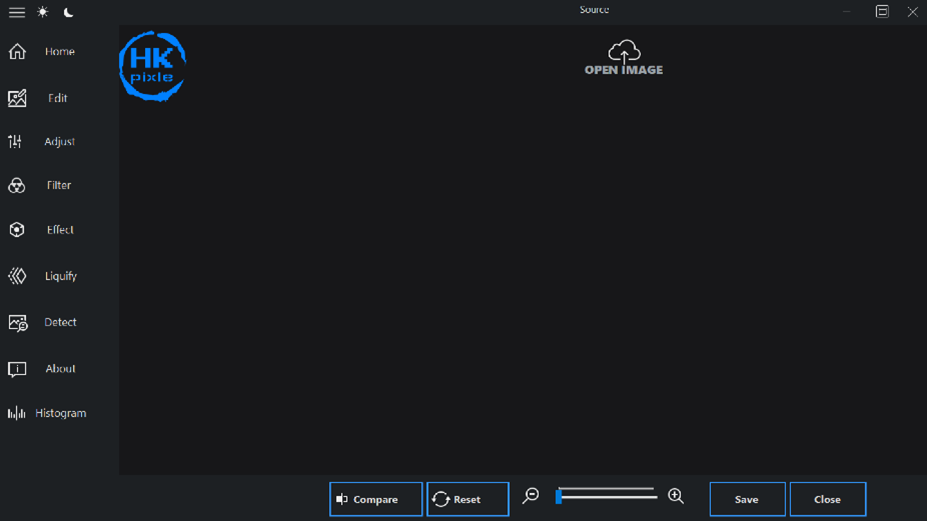 Source
Home
Edit
Adjust
Filter
Effect
Liquify
Detect
About
Histogram
HK
pixle
OPEN IMAGE
Compare
Reset
Save
Close